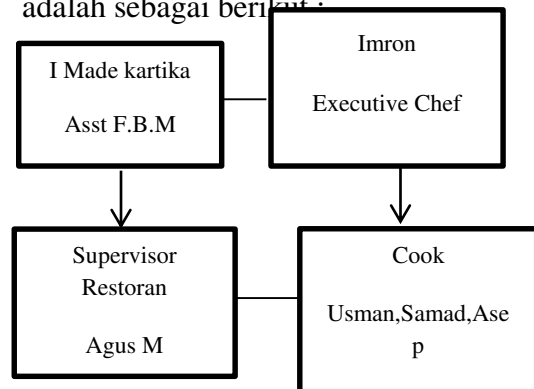 adalah sebagai berikut :
I Made kartika
Asst F.B.M
Imron
Executive Chef
Supervisor
Restoran
Agus M
Cook
Usman,Samad,Ase
p